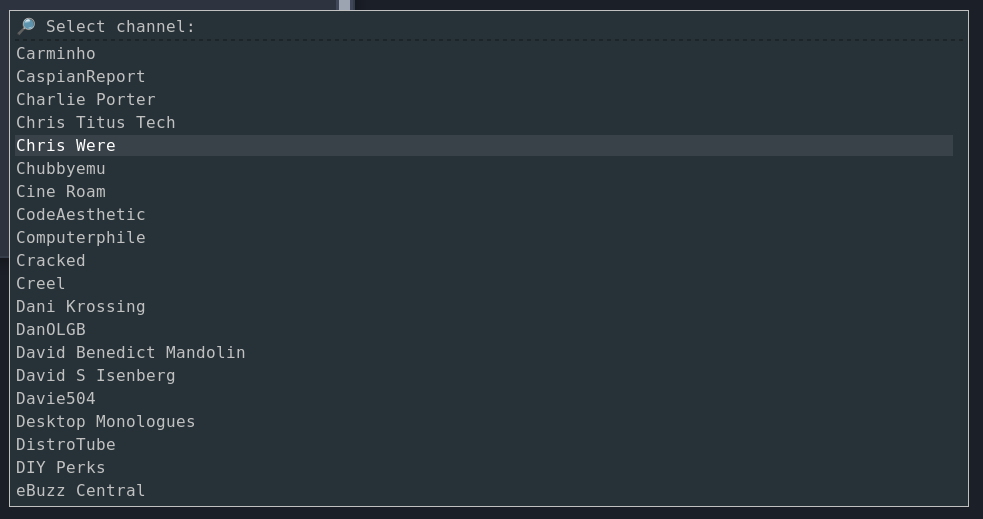 🔎 Select channel:
Carminho
CaspianReport
Charlie Porter
Chris Titus Tech
Chris Were
Chubbyemu
Cine Roam
CodeAesthetic
Computerphile
Cracked
Creel
Dani Krossing
DanOLGB
David Benedict Mandolin
David S Isenberg
Davie504
Desktop Monologues
DistroTube
DIY Perks
eBuzz Central